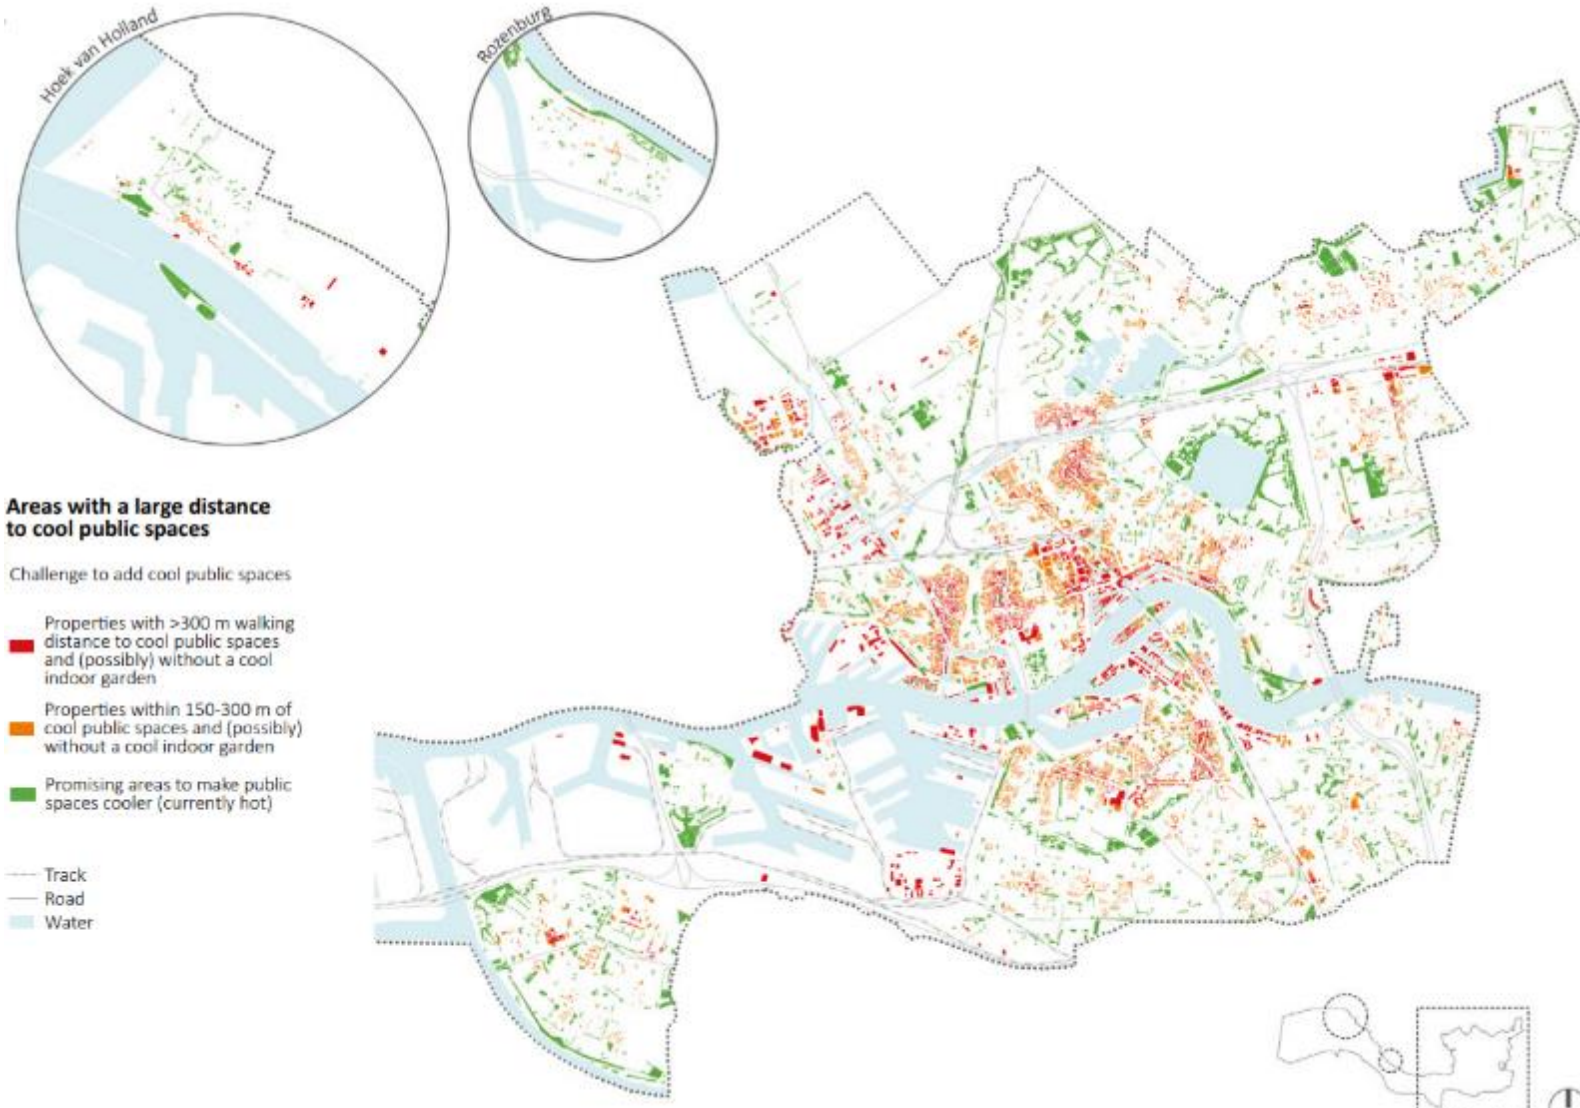 Hoek van Holland
Rozenburg
Areas with a large distance
to cool public spaces
Challenge to add cool public spaces
Properties with >300 m walking
distance to cool public spaces
and (possibly) without a cool
indoor garden
Properties within 150-300 m of
cool public spaces and (possibly)
without a cool indoor garden
Promising areas to make public
spaces cooler (currently hot)
Track
Road
Water